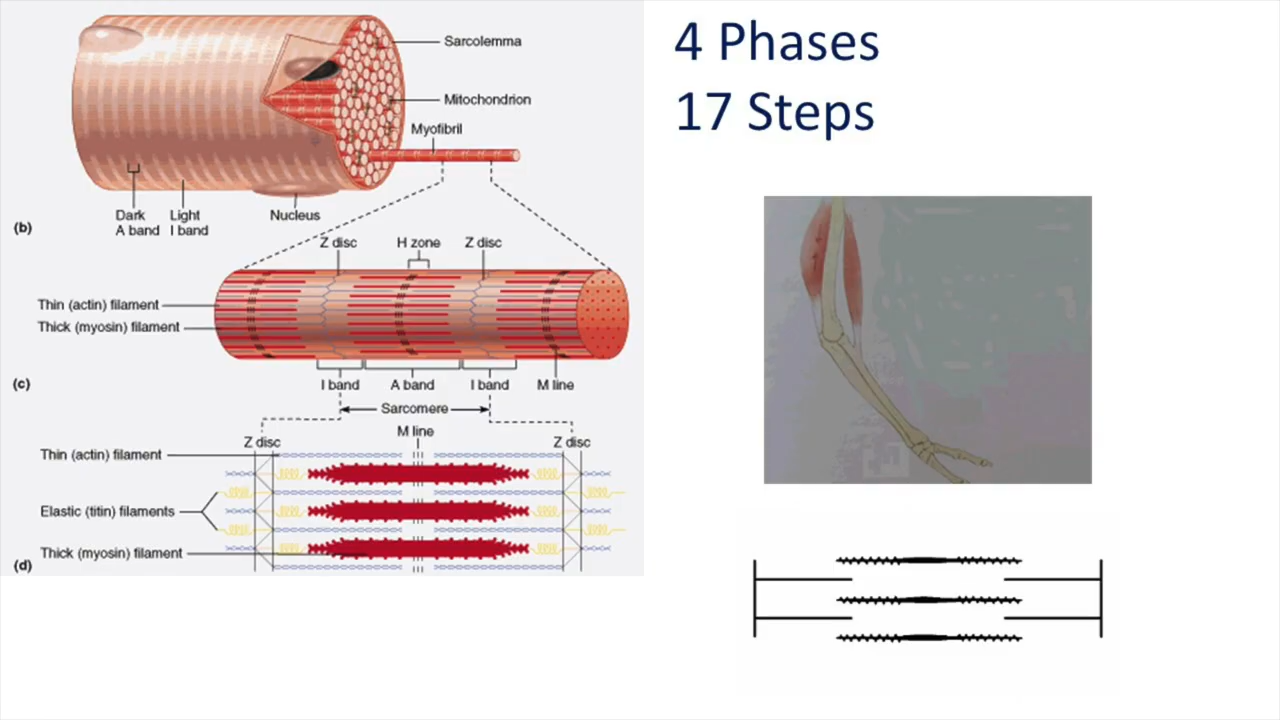 4 Phases
17 Steps
Sarcolemma
Mitochondrion
Myofibril
Dark
A band
Light
I band
Nucleus
(b)
Z disc
H zone
Z disc
Thin (actin) filament
Thick (myosin) filament
(c)
I band
A band
I band
M line
Sarcomere
M line
Z disc
Z disc
Thin (actin) filament
Elastic (titin) filaments
Thick (myosin) filament
(d)